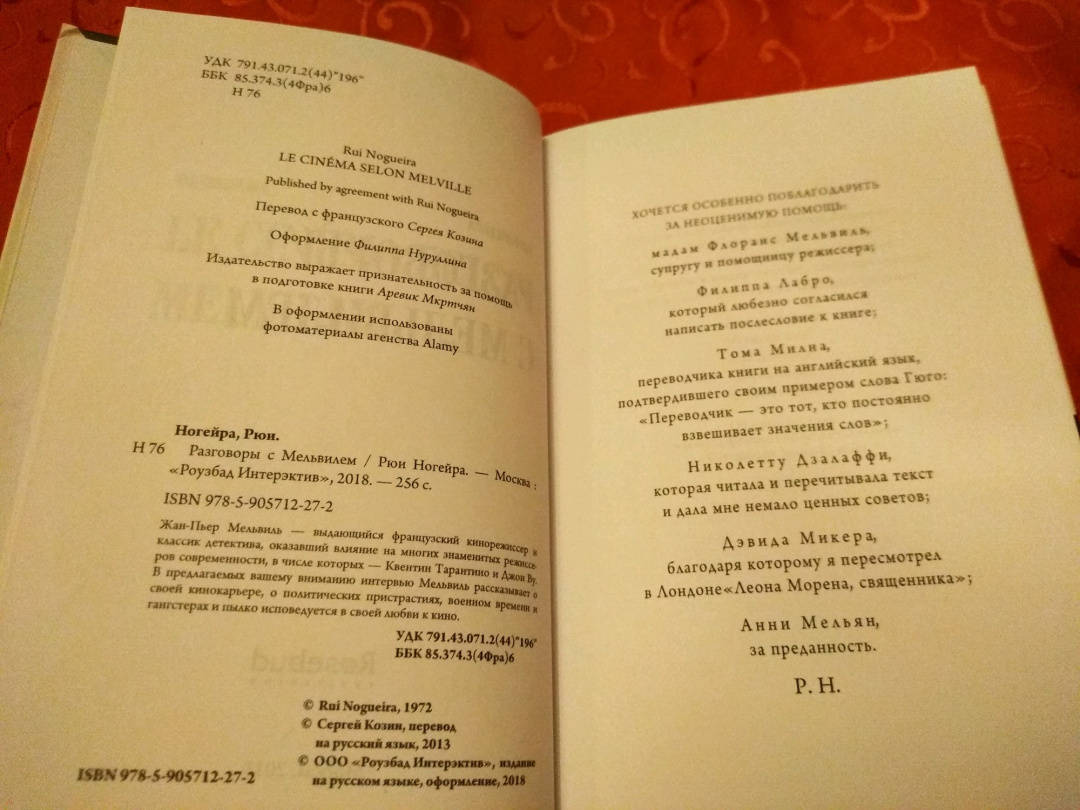 УДК 791.43.071.2(44)"196"
ББК 85.374.3(4Фра)6
Н 76
Rui Nogueira
LE CINÉMA SELON MELVILLE
Published by agreement with Rui Nogueira
Перевод с французского Сергея Козина
Оформление Филиппа Нуруллина
Издательство выражает признательность за помощь
в подготовке книги Аревик Мкртчян
В оформлении использованы
фотоматериалы агенства Alamy
Ногейра, Рюи.
Н 76 Разговоры с Мельвилем / Рюи Ногейра. — Москва :
«Роузбад Интерэктив», 2018. — 256 с.
ISBN 978-5-905712-27-2
Жан-Пьер Мельвиль — выдающийся французский кинорежиссер и
классик детектива, оказавший влияние на многих знаменитых режиссе-
ров современности, в числе которых — Квентин Тарантино и Джон Ву.
В предлагаемых вашему вниманию интервью Мельвиль рассказывает о
своей кинокарьере, о политических пристрастиях, военном времени и
гангстерах и пылко исповедуется в своей любви к кино.
УДК 791.43.071.2(44)"196"
ББК 85.374.3(4Фра)6
© Rui Nogueira, 1972
© Сергей Козин, перевод
на русский язык, 2013
© ООО «Роузбад Интерэктив», издание
на русском языке, оформление, 2018
ISBN 978-5-905712-27-2
ХОЧЕТСЯ ОСОБЕННО ПОБЛАГОДАРИТЬ
ЗА НЕОЦЕНИМУЮ ПОМОЩЬ:
мадам Флоранс Мельвиль,
супругу и помощницу режиссера;
Филиппа Лабро,
который любезно согласился
написать послесловие к книге;
Тома Милна,
переводчика книги на английский язык,
подтвердившего своим примером слова Гюго:
«Переводчик — это тот, кто постоянно
взвешивает значения слов»;
Николетту Дзалаффи,
которая читала и перечитывала текст
и дала мне немало ценных советов;
Дэвида Микера,
благодаря которому я пересмотрел
в Лондоне«Леона Морена, священника»;
Анни Мельян,
за преданность.
Р. Н.